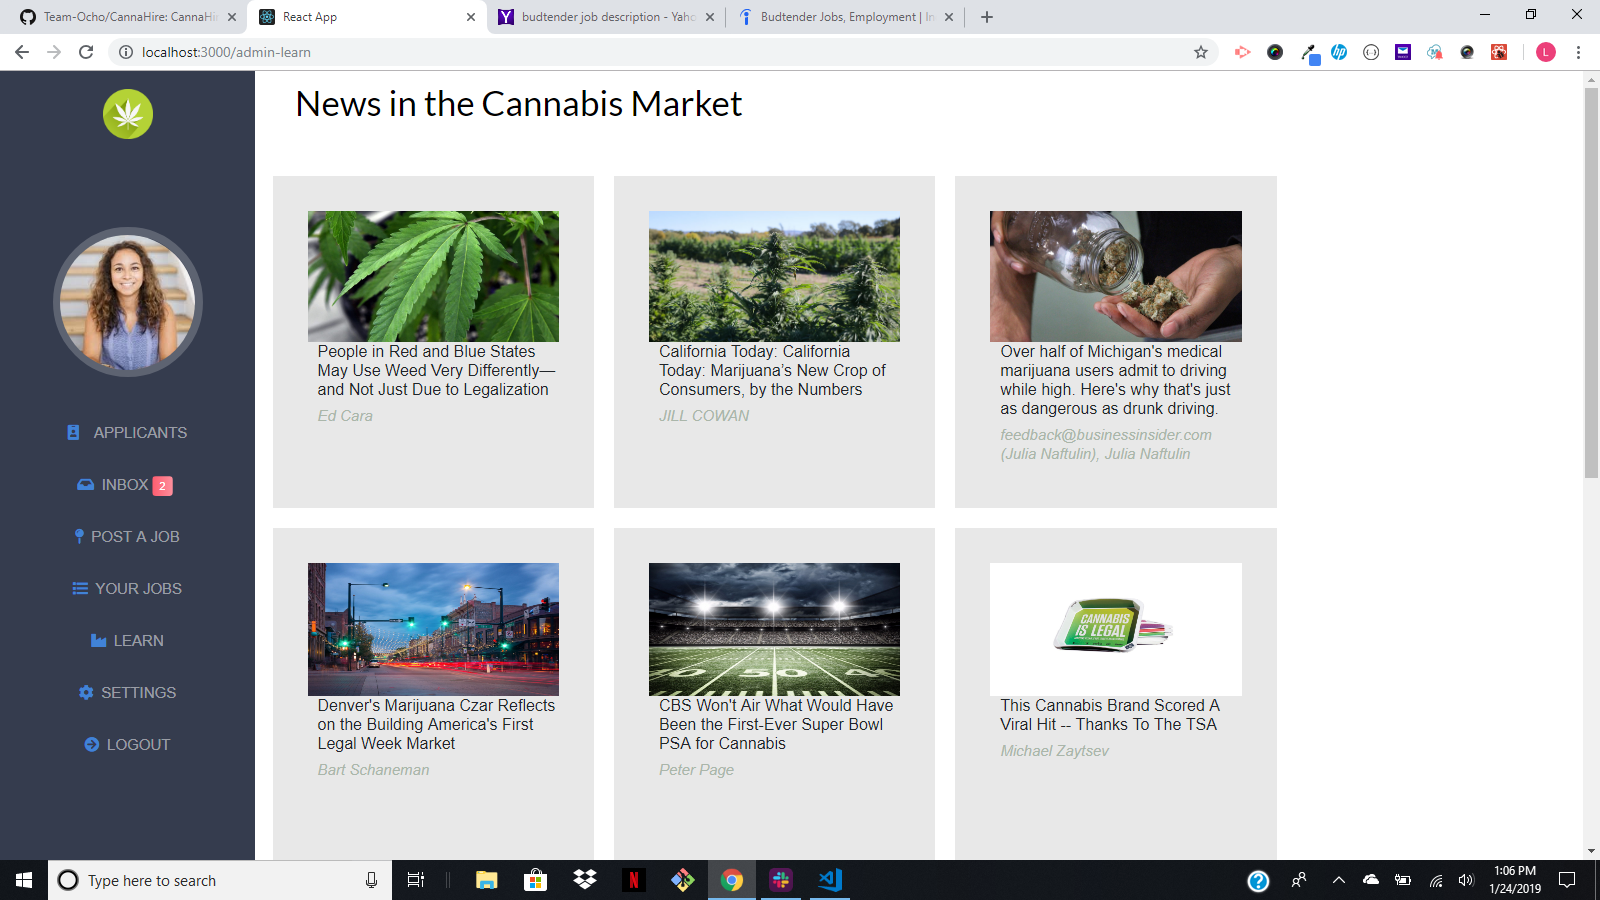 Team-Ocho/CannaHire: CannaHir
React App
budtender job description - Yaho
Budtender Jobs, Employment | In
localhost:3000/admin-learn
L
News in the Cannabis Market
APPLICANTS
INBOX 2
POST A JOB
YOUR JOBS
LEARN
SETTINGS
LOGOUT
People in Red and Blue States
May Use Weed Very Differently—
and Not Just Due to Legalization
Ed Cara
California Today: California
Today: Marijuana’s New Crop of
Consumers, by the Numbers
JILL COWAN
Over half of Michigan's medical
marijuana users admit to driving
while high. Here's why that's just
as dangerous as drunk driving.
feedback@businessinsider.com
(Julia Naftulin), Julia Naftulin
Denver's Marijuana Czar Reflects
on the Building America's First
Legal Week Market
Bart Schaneman
50
CBS Won't Air What Would Have
Been the First-Ever Super Bowl
PSA for Cannabis
Peter Page
CANNABIS
IS LEGAL
This Cannabis Brand Scored A
Viral Hit -- Thanks To The TSA
Michael Zaytsev
Type here to search
1:06 PM
1/24/2019